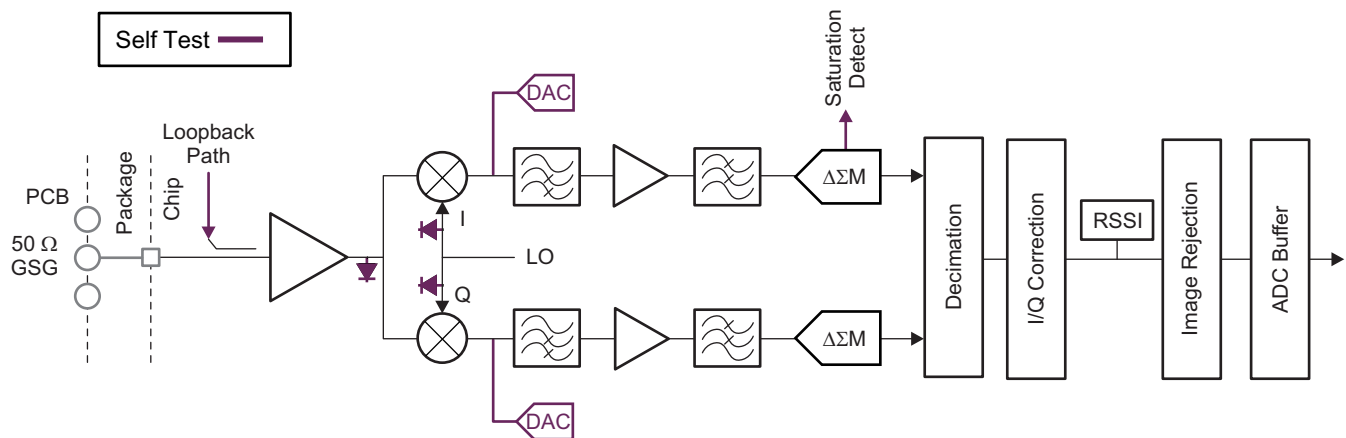 Self Test
DAC
Saturation
Detect
Loopback
Path
PCB
Package
Chip
50 Ω
GSG
I
LO
Q
ΔΣM
ΔΣM
Decimation
I/Q Correction
RSSI
Image Rejection
ADC Buffer
DAC